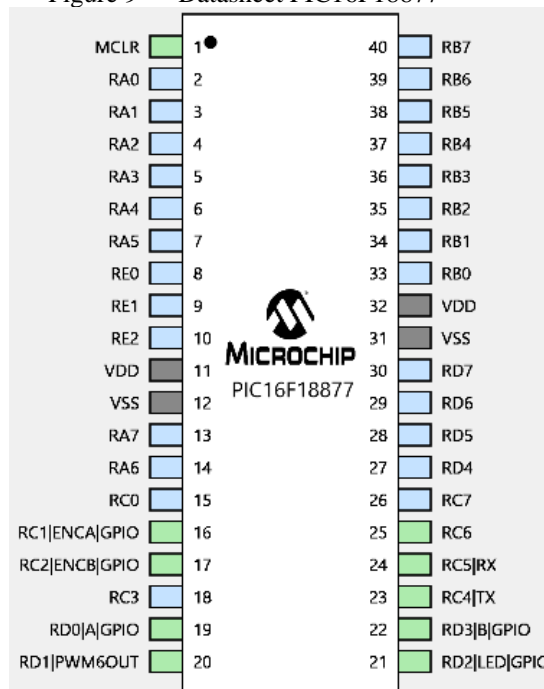 Figure 9 Datasheet PIC16F18877
MCLR 1 40 RB7
RA0 2 39 RB6
RA1 3 38 RB5
RA2 4 37 RB4
RA3 5 36 RB3
RA4 6 35 RB2
RA5 7 34 RB1
RE0 8 33 RB0
RE1 9 32 VDD
RE2 10 31 VSS
MICROCHIP
PIC16F18877
VDD 11 30 RD7
VSS 12 29 RD6
RA7 13 28 RD5
RA6 14 27 RD4
RC0 15 26 RC7
RC1|ENCA|GPIO 16 25 RC6
RC2|ENCB|GPIO 17 24 RC5|RX
RC3 18 23 RC4|TX
RD0|A|GPIO 19 22 RD3|B|GPIO
RD1|PWM6OUT 20 21 RD2|LED|GPIO